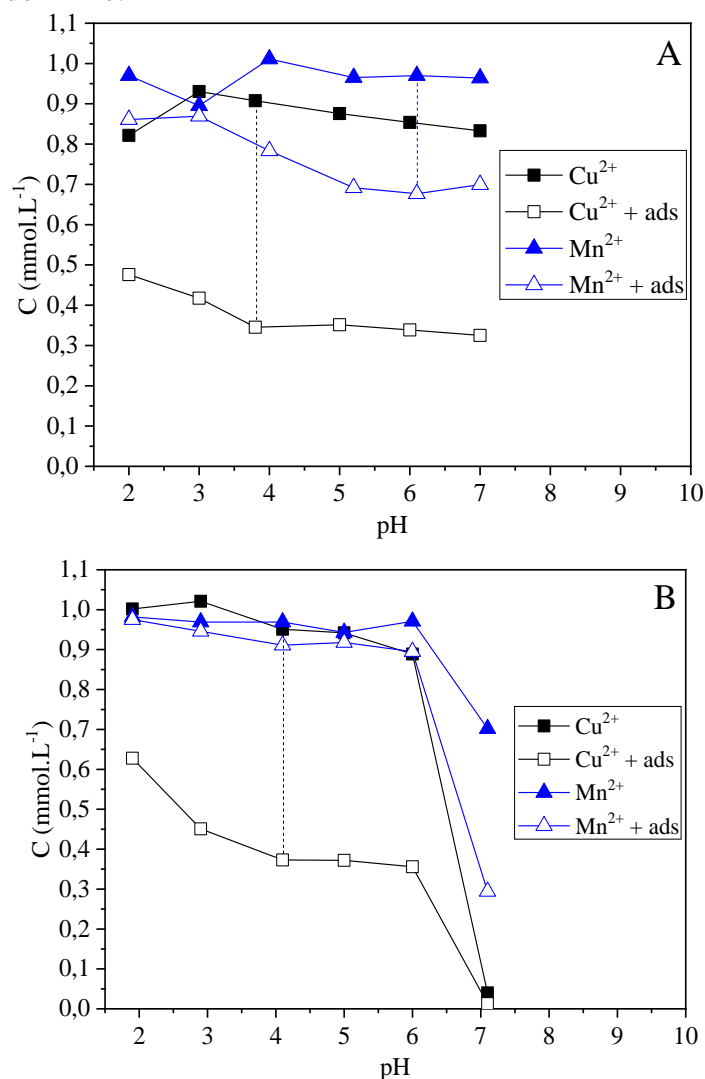 A
1,1
1,0
0,9
0,8
0,7
0,6
0,5
0,4
0,3
0,2
0,1
0,0
C (mmol.L⁻¹)
Cu²⁺
Cu²⁺ + ads
Mn²⁺
Mn²⁺ + ads
2 3 4 5 6 7 8 9 10
pH
B
1,1
1,0
0,9
0,8
0,7
0,6
0,5
0,4
0,3
0,2
0,1
0,0
C (mmol.L⁻¹)
Cu²⁺
Cu²⁺ + ads
Mn²⁺
Mn²⁺ + ads
2 3 4 5 6 7 8 9 10
pH